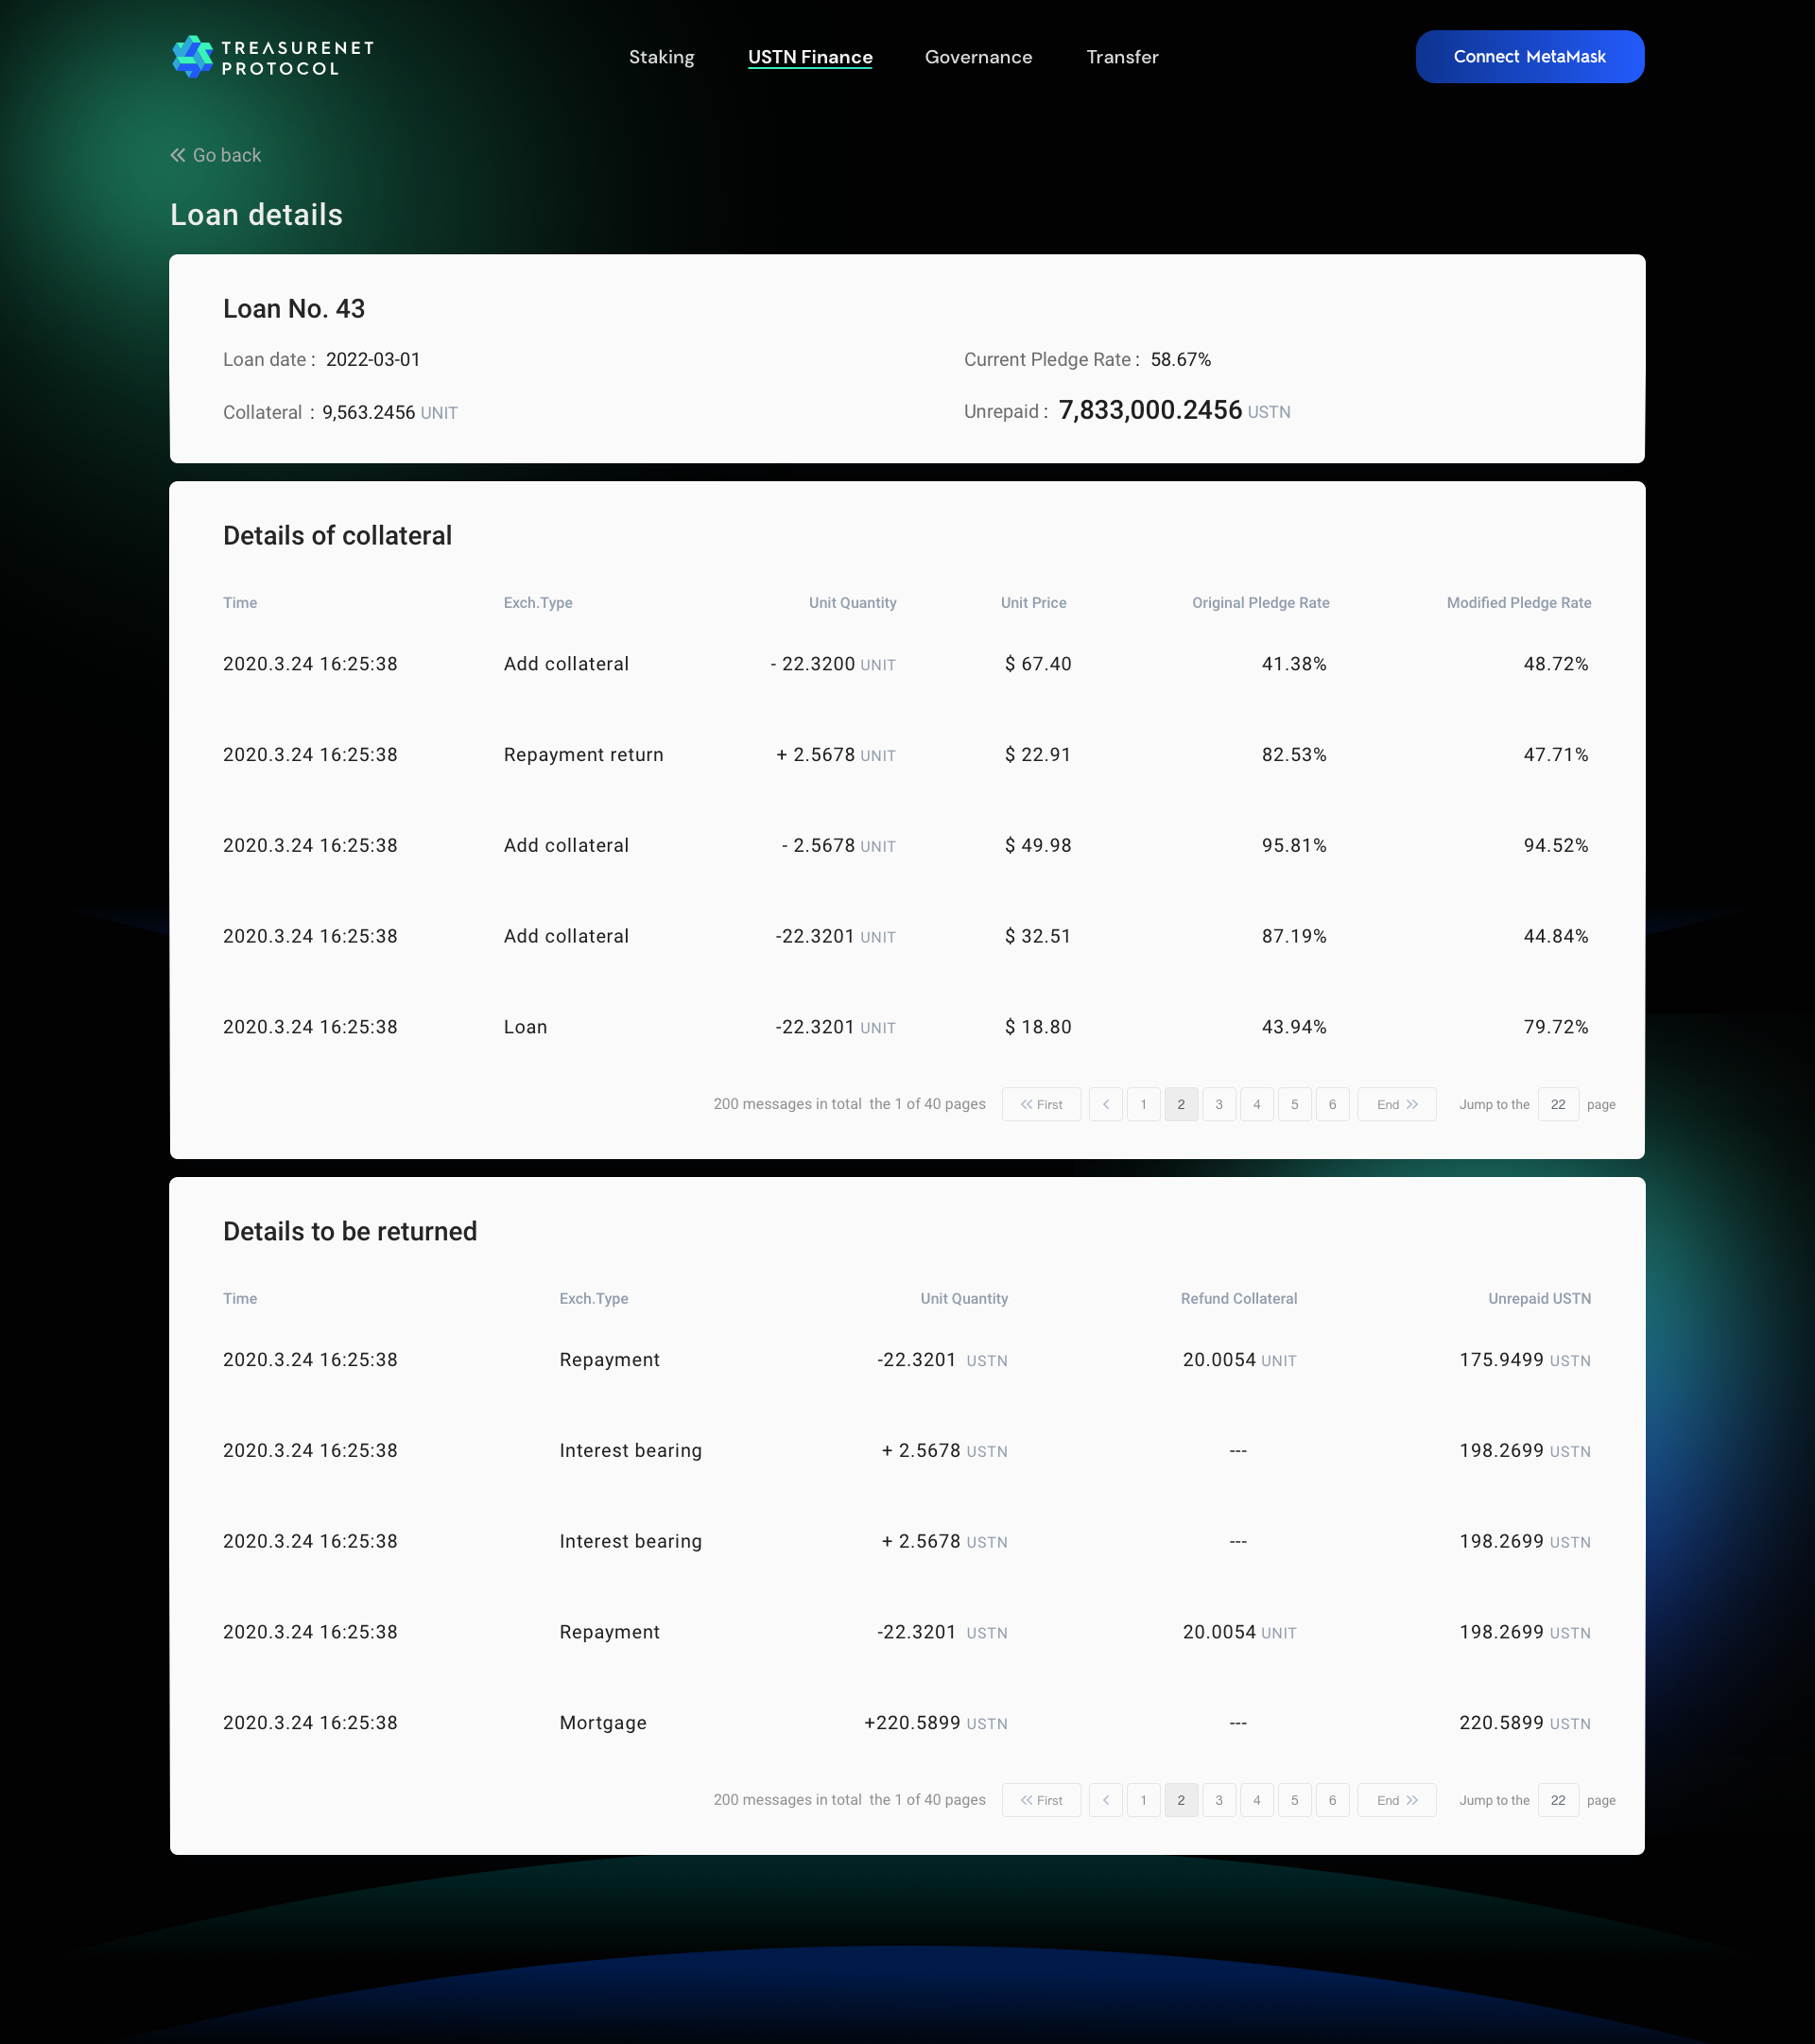 TREASURENET
PROTOCOL
Staking USTN Finance Governance Transfer
Connect MetaMask
Go back
Loan details
Loan No. 43
Loan date : 2022-03-01 Current Pledge Rate : 58.67%
Collateral : 9,563.2456 UNIT Unrepaid : 7,833,000.2456 USTN
Details of collateral
Time Exch.Type Unit Quantity Unit Price Original Pledge Rate Modified Pledge Rate
2020.3.24 16:25:38 Add collateral - 22.3200 UNIT $ 67.40 41.38% 48.72%
2020.3.24 16:25:38 Repayment return + 2.5678 UNIT $ 22.91 82.53% 47.71%
2020.3.24 16:25:38 Add collateral - 2.5678 UNIT $ 49.98 95.81% 94.52%
2020.3.24 16:25:38 Add collateral -22.3201 UNIT $ 32.51 87.19% 44.84%
2020.3.24 16:25:38 Loan -22.3201 UNIT $ 18.80 43.94% 79.72%
200 messages in total the 1 of 40 pages First 1 2 3 4 5 6 End Jump to the 22 page
Details to be returned
Time Exch.Type Unit Quantity Refund Collateral Unrepaid USTN
2020.3.24 16:25:38 Repayment -22.3201 USTN 20.0054 UNIT 175.9499 USTN
2020.3.24 16:25:38 Interest bearing + 2.5678 USTN --- 198.2699 USTN
2020.3.24 16:25:38 Interest bearing + 2.5678 USTN --- 198.2699 USTN
2020.3.24 16:25:38 Repayment -22.3201 USTN 20.0054 UNIT 198.2699 USTN
2020.3.24 16:25:38 Mortgage +220.5899 USTN --- 220.5899 USTN
200 messages in total the 1 of 40 pages First 1 2 3 4 5 6 End Jump to the 22 page